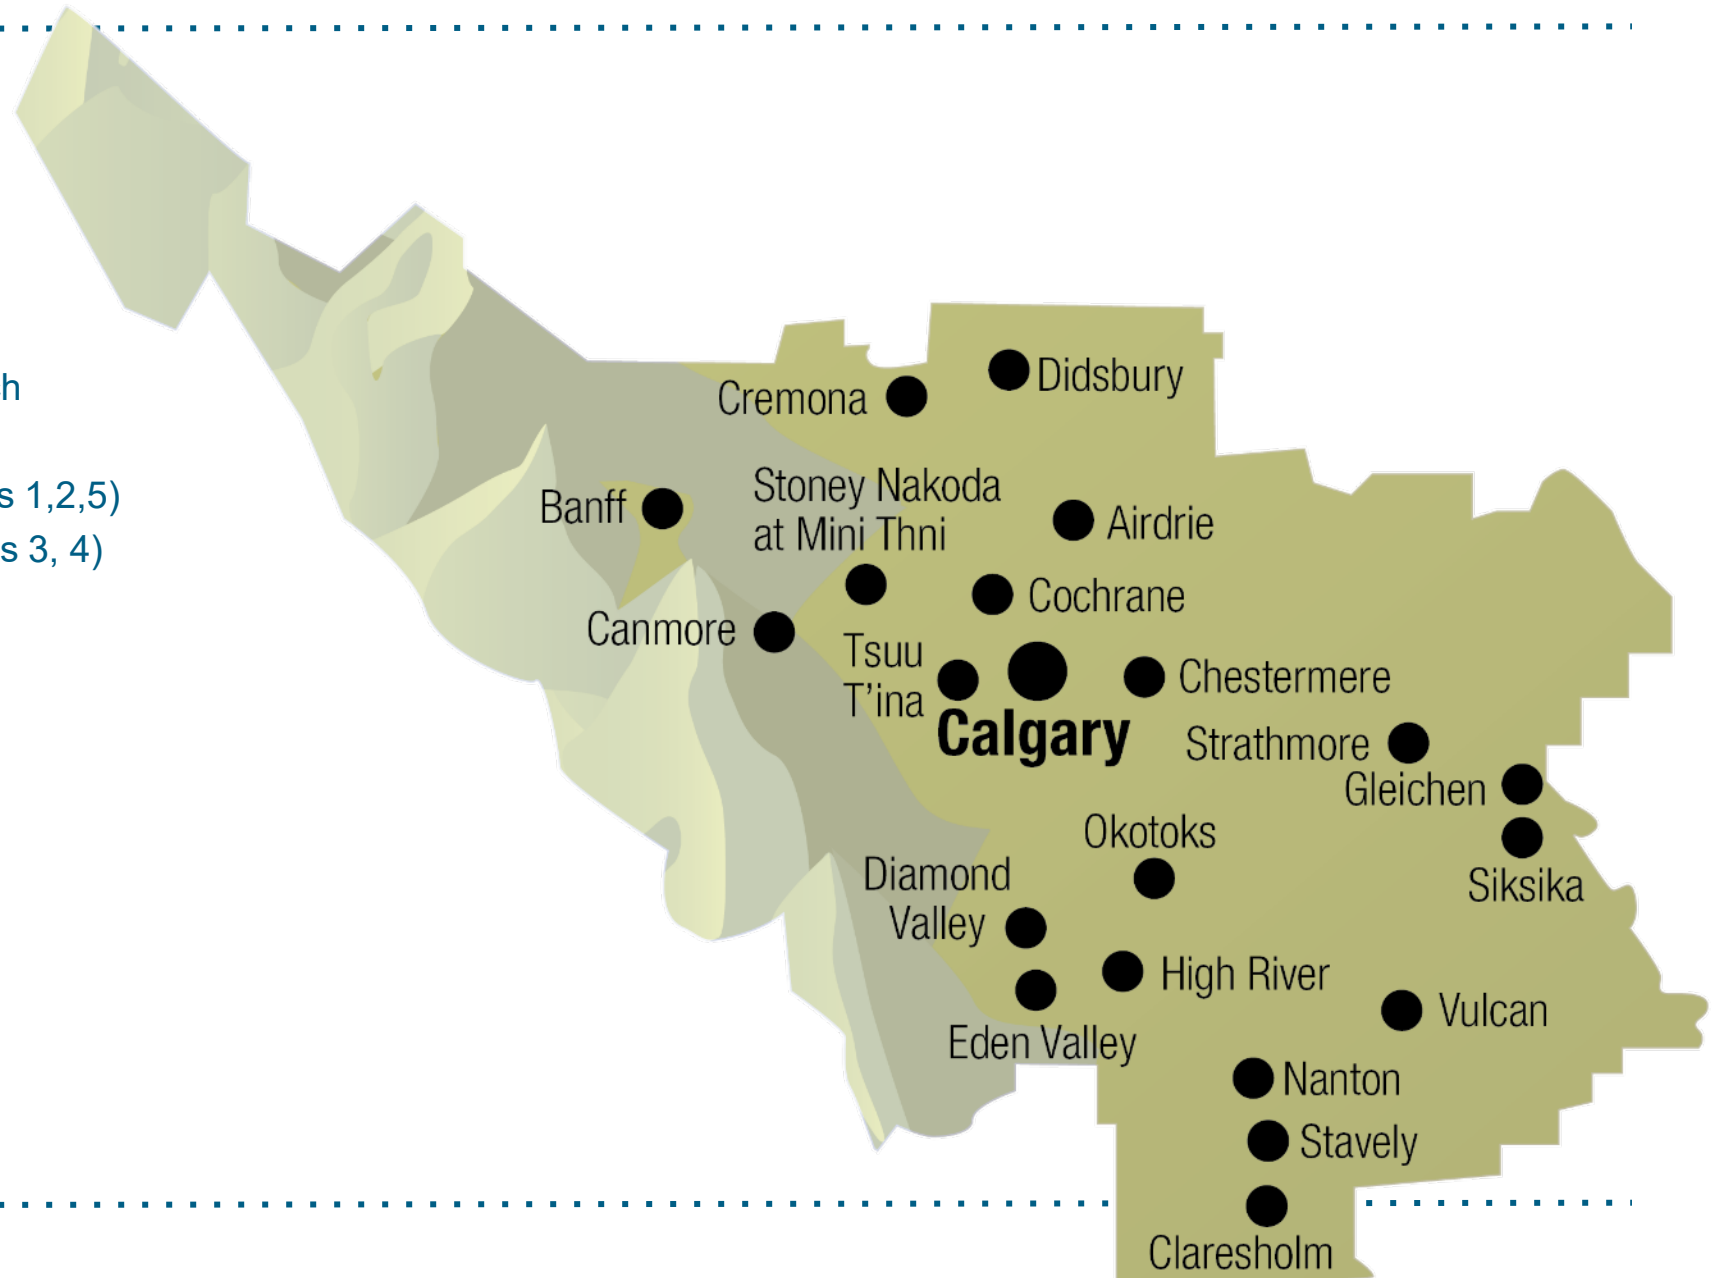 h
s 1,2,5)
s 3, 4)
Didsbury
Cremona
Stoney Nakoda
at Mini Thni
Banff
Airdrie
Cochrane
Canmore
Tsuu
T'ina
Chestermere
Calgary
Strathmore
Gleichen
Okotoks
Diamond
Valley
Siksika
High River
Vulcan
Eden Valley
Nanton
Stavely
Claresholm